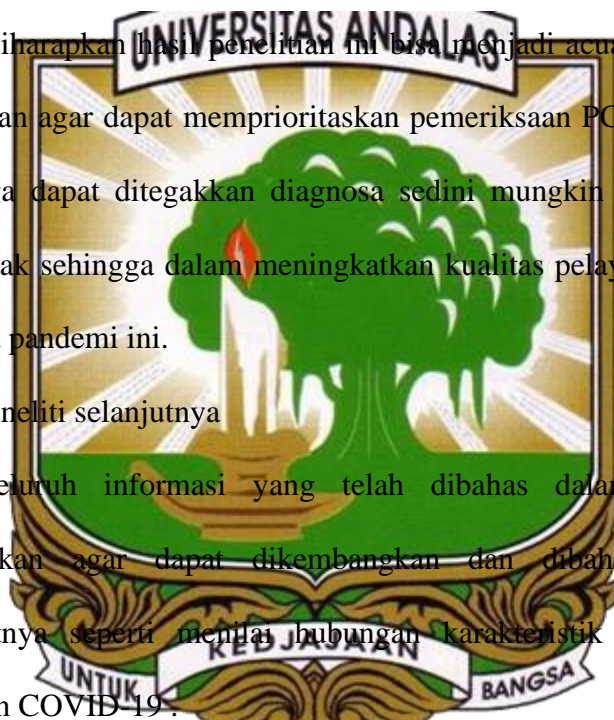 UNIVERSITAS ANDALAS
iharapkan hasil penelitian ini bisa menjadi acua
an agar dapat memprioritaskan pemeriksaan PC
ga dapat ditegakkan diagnosa sedini mungkin
ak sehingga dalam meningkatkan kualitas pelay
pandemi ini.
neliti selanjutnya
eluruh informasi yang telah dibahas dala
kan agar dapat dikembangkan dan dibah
tnya seperti menilai hubungan karakteristik
KEDJAJAAN
UNTUK BANGSA
n COVID-19 .